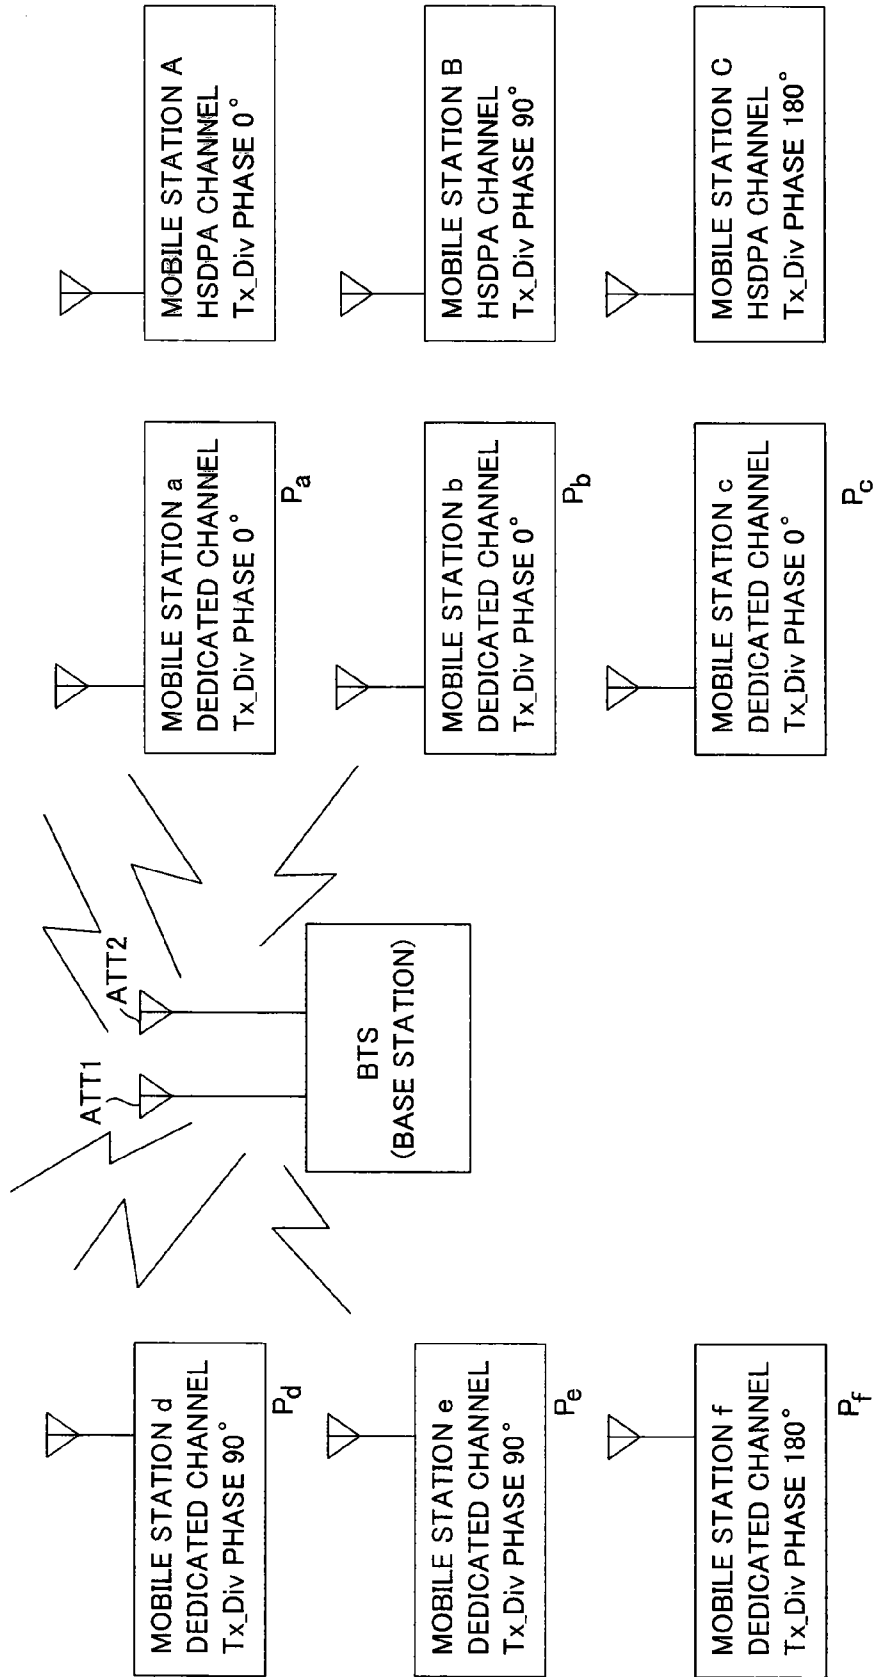 MOBILE STATION d
DEDICATED CHANNEL
Tx_Div PHASE 90°
Pd
MOBILE STATION e
DEDICATED CHANNEL
Tx_Div PHASE 90°
Pe
MOBILE STATION f
DEDICATED CHANNEL
Tx_Div PHASE 180°
Pf
ATT1
ATT2
BTS
(BASE STATION)
MOBILE STATION a
DEDICATED CHANNEL
Tx_Div PHASE 0°
Pa
MOBILE STATION b
DEDICATED CHANNEL
Tx_Div PHASE 0°
Pb
MOBILE STATION c
DEDICATED CHANNEL
Tx_Div PHASE 0°
Pc
MOBILE STATION A
HSDPA CHANNEL
Tx_Div PHASE 0°
MOBILE STATION B
HSDPA CHANNEL
Tx_Div PHASE 90°
MOBILE STATION C
HSDPA CHANNEL
Tx_Div PHASE 180°